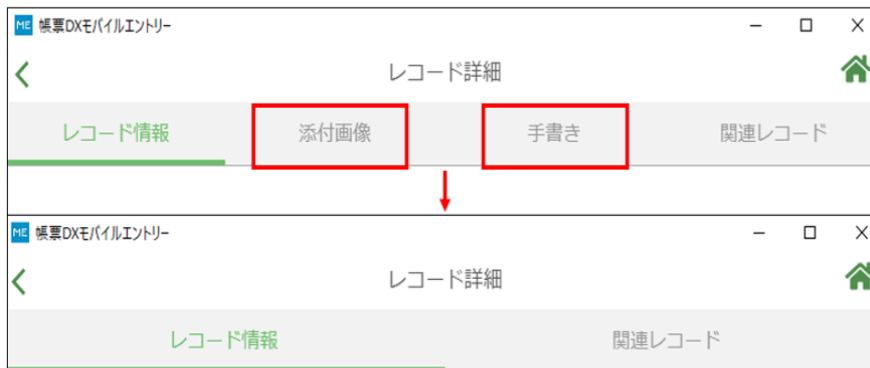 ME 帳票DXモバイルエントリー
レコード詳細
レコード情報 添付画像 手書き 関連レコード
ME 帳票DXモバイルエントリー
レコード詳細
レコード情報 関連レコード